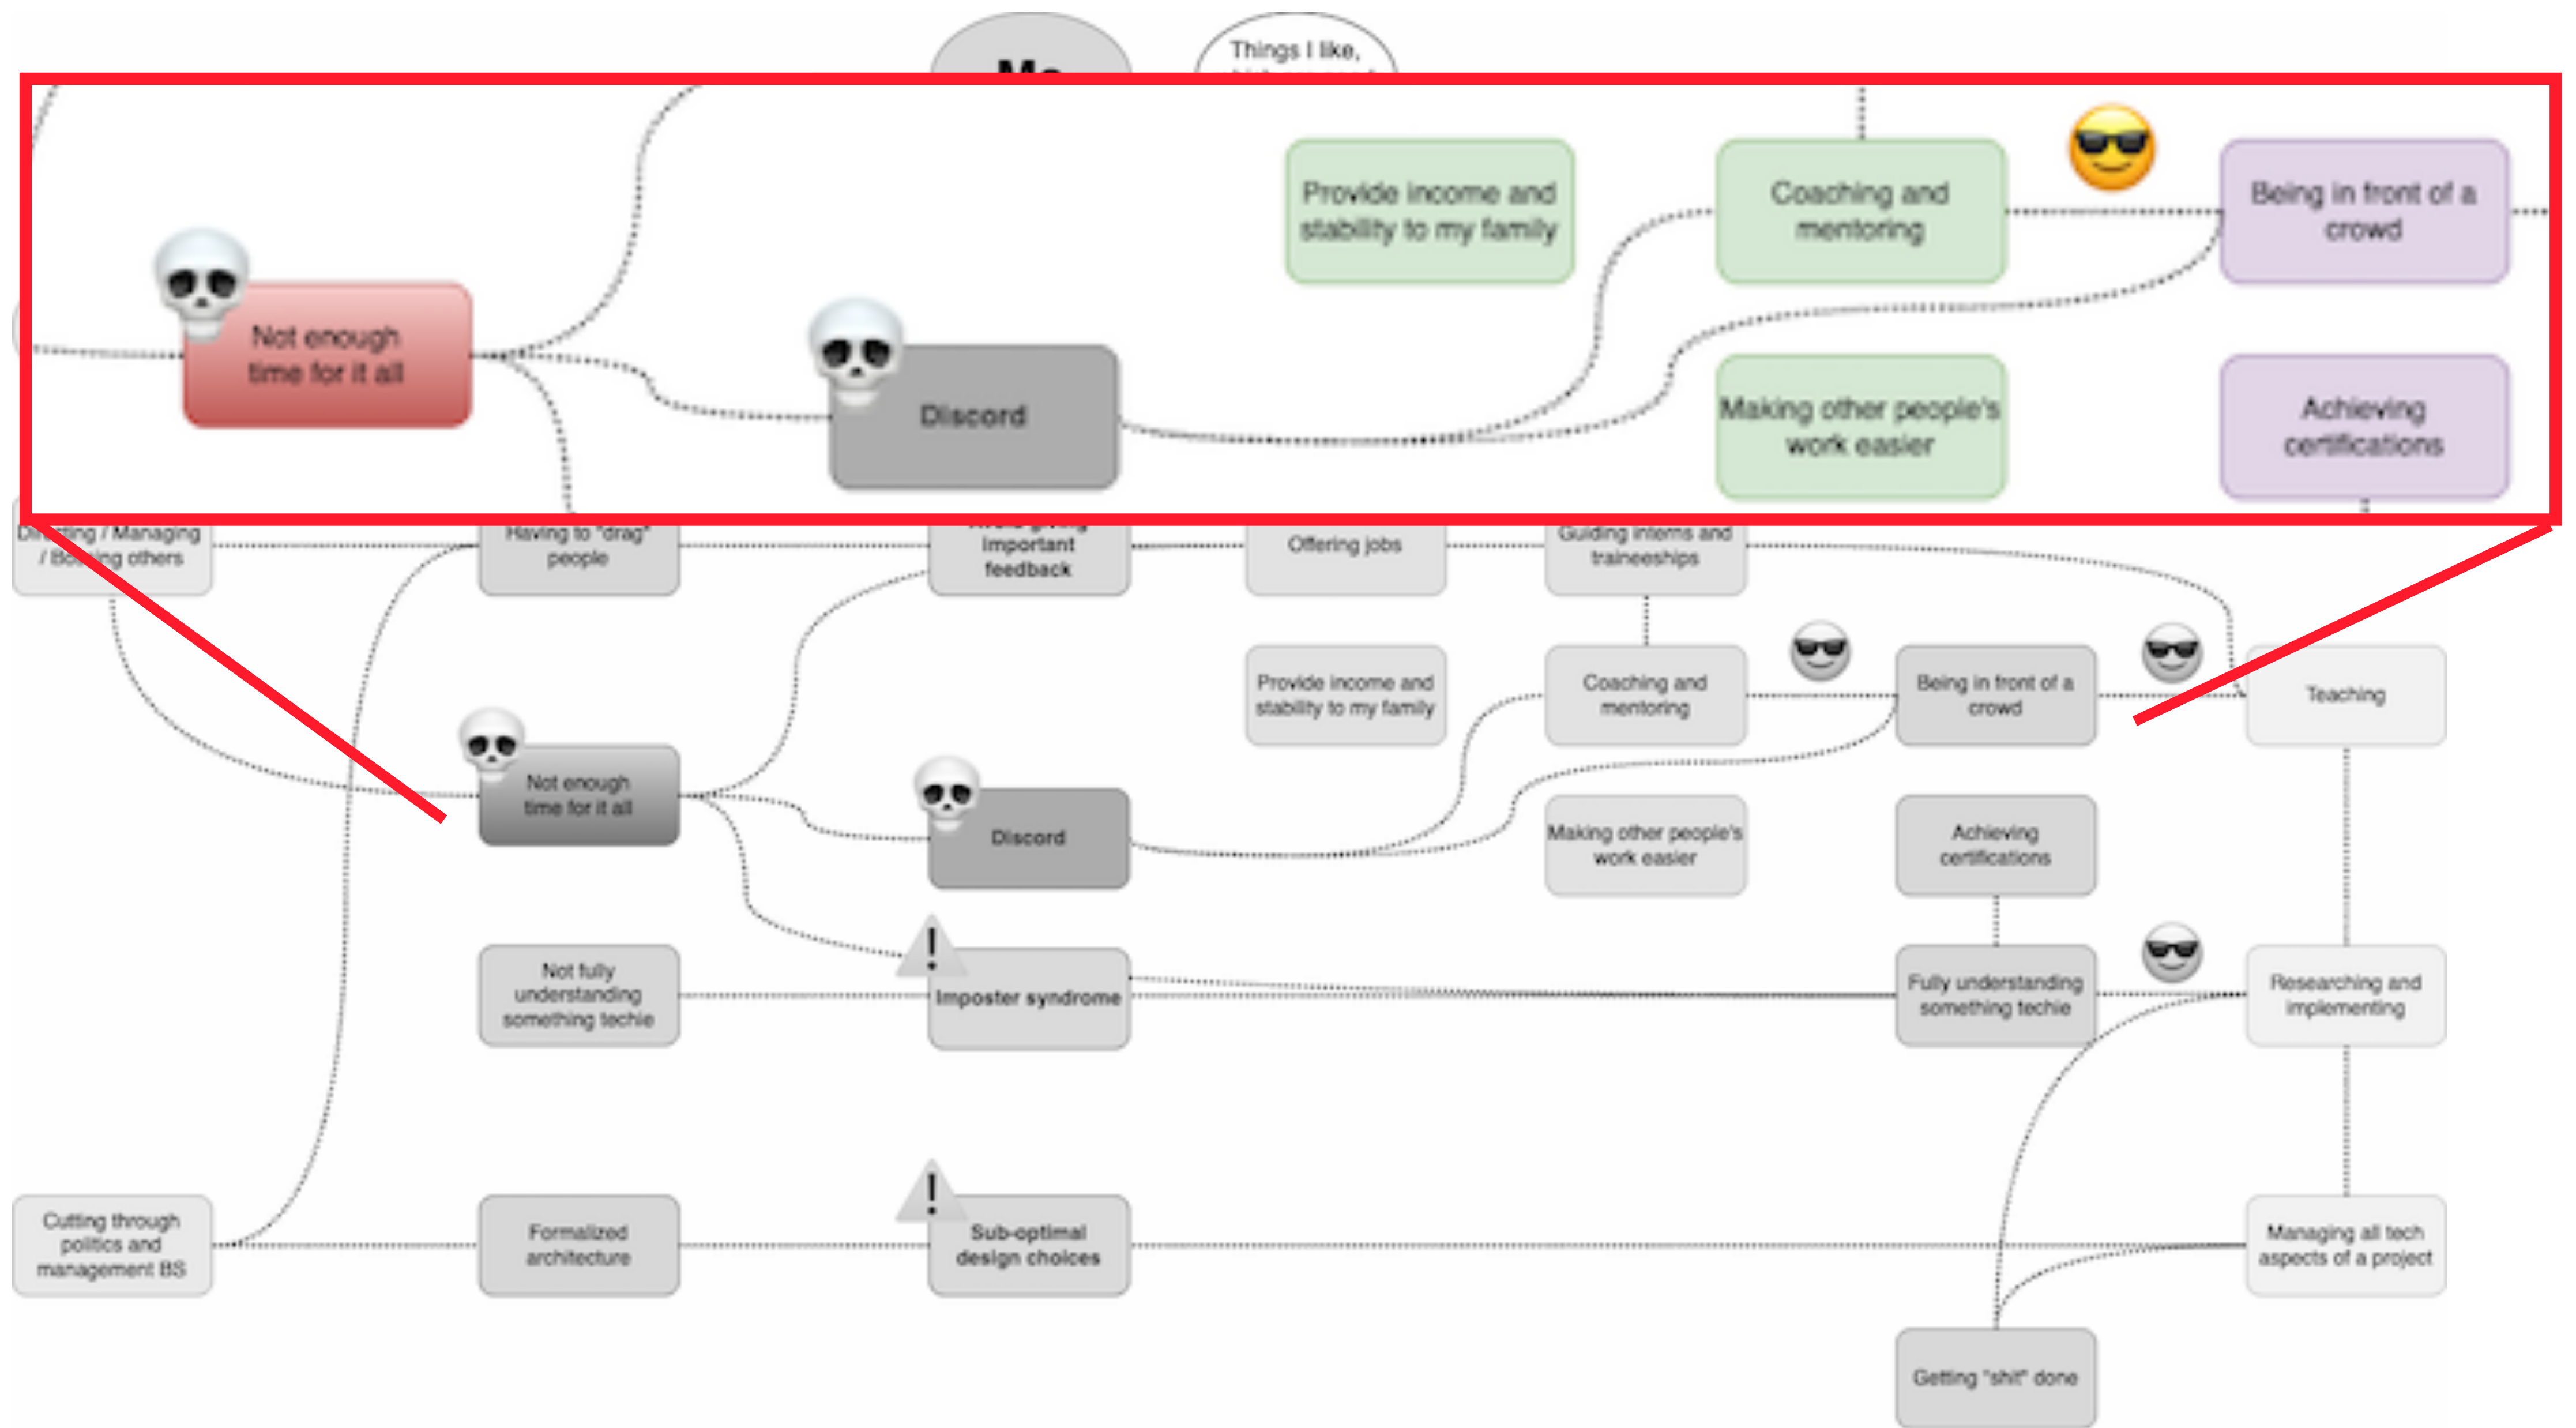 Me
Things I like,
Provide income and
stability to my family
Coaching and
mentoring
Being in front of a
crowd
Not enough
time for it all
Discord
Making other people's
work easier
Achieving
certifications
Directing / Managing
/ Bossing others
Having to "drag"
people
important
feedback
Offering jobs
Guiding interns and
traineeships
Provide income and
stability to my family
Coaching and
mentoring
Being in front of a
crowd
Teaching
Not enough
time for it all
Discord
Making other people's
work easier
Achieving
certifications
Not fully
understanding
something techie
Imposter syndrome
Fully understanding
something techie
Researching and
implementing
Cutting through
politics and
management BS
Formalized
architecture
Sub-optimal
design choices
Managing all tech
aspects of a project
Getting "shit" done